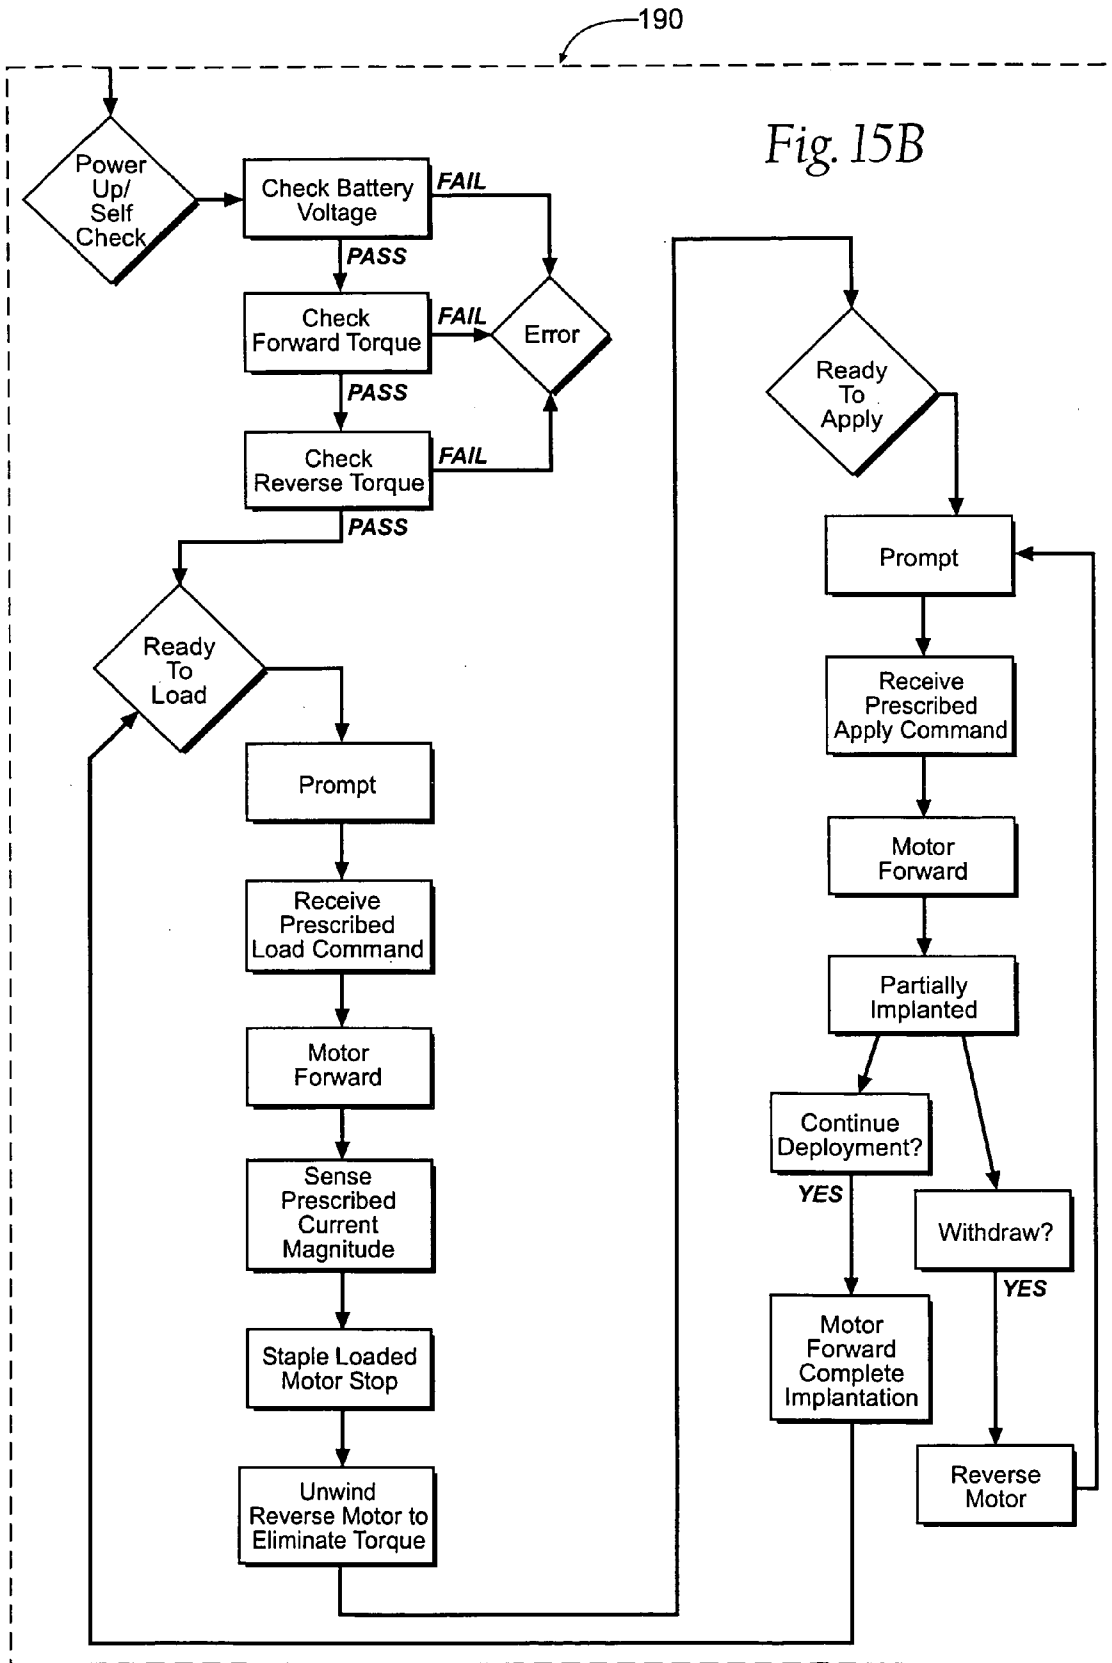 190
Fig. 15B
Power
Up/
Self
Check
Check Battery
Voltage
FAIL
PASS
Check
Forward Torque
FAIL
Error
PASS
Check
Reverse Torque
FAIL
PASS
Ready
To
Load
Prompt
Receive
Prescribed
Load Command
Motor
Forward
Sense
Prescribed
Current
Magnitude
Staple Loaded
Motor Stop
Unwind
Reverse Motor to
Eliminate Torque
Ready
To
Apply
Prompt
Receive
Prescribed
Apply Command
Motor
Forward
Partially
Implanted
Continue
Deployment?
YES
Withdraw?
YES
Motor
Forward
Complete
Implantation
Reverse
Motor